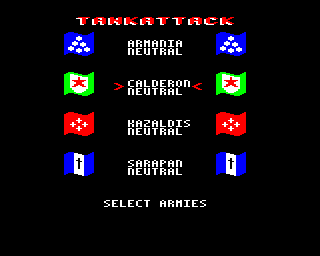 TANKATTACK
ARMANIA
NEUTRAL
>CALDERON<
NEUTRAL
KAZALDIS
NEUTRAL
SARAPAN
NEUTRAL
SELECT ARMIES